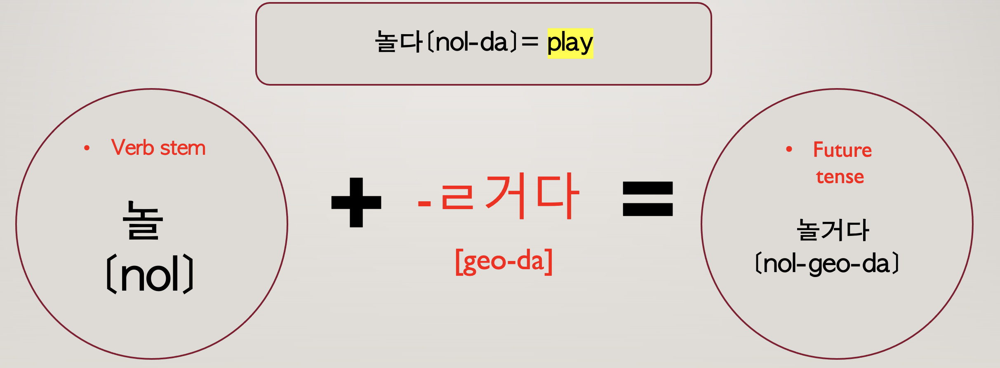 놀다〔nol-da〕= play
• Verb stem
놀
〔nol〕
+ -ㄹ거다 =
[geo-da]
• Future
tense
놀거다
〔nol-geo-da〕